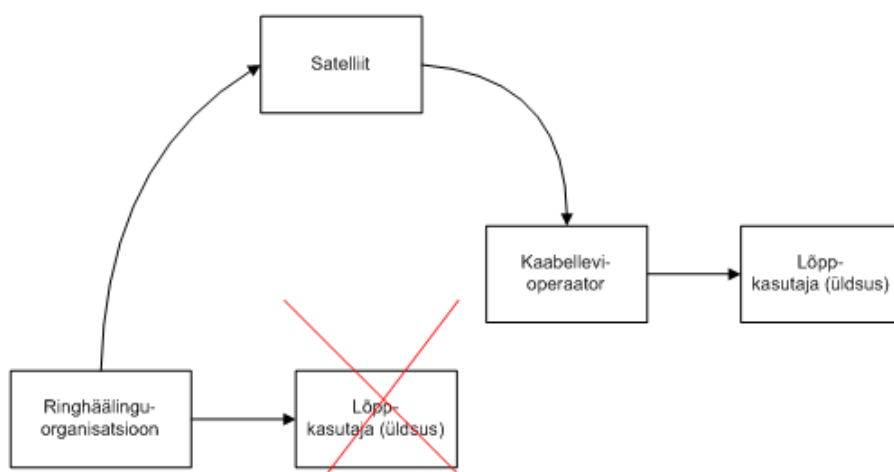 Satelliit
Kaabellevi-
operaator
Lõpp-
kasutaja (üldsus)
Ringhäälingu-
organisatsioon
Lõpp-
kasutaja (üldsus)